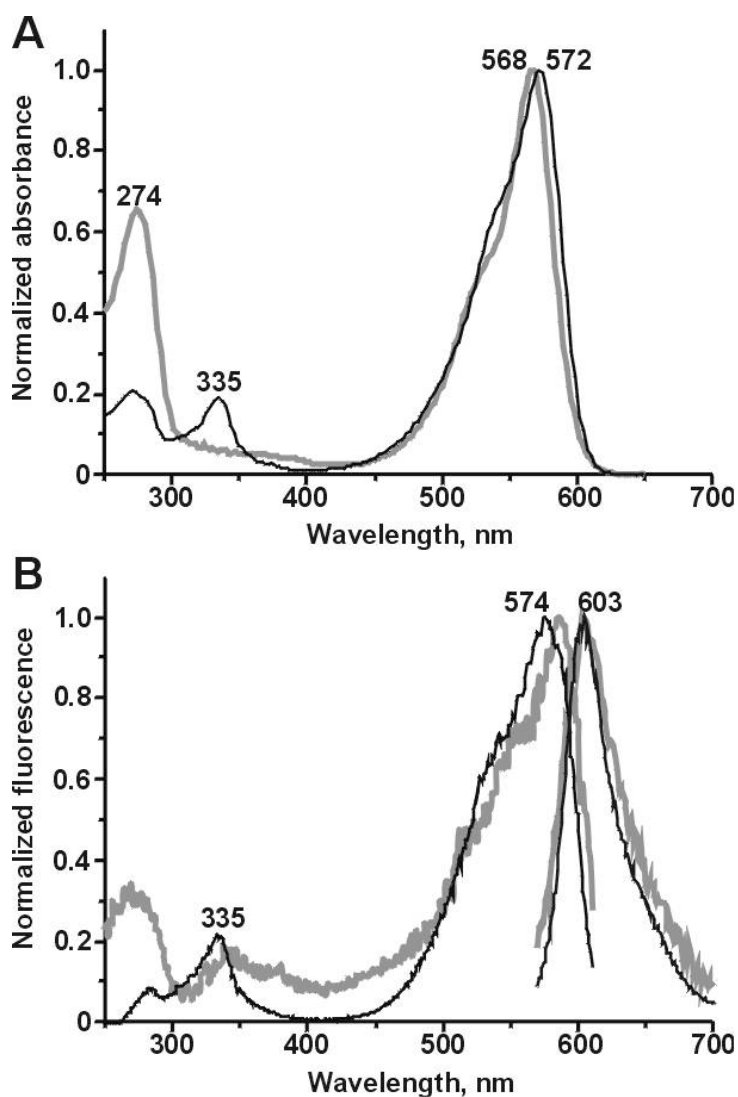 A
568 572
1.0
0.8
274
0.6
Normalized absorbance
0.4
335
0.2
0
300 400 500 600 700
Wavelength, nm
B
574 603
1.0
0.8
0.6
Normalized fluorescence
0.4
335
0.2
0
300 400 500 600 700
Wavelength, nm